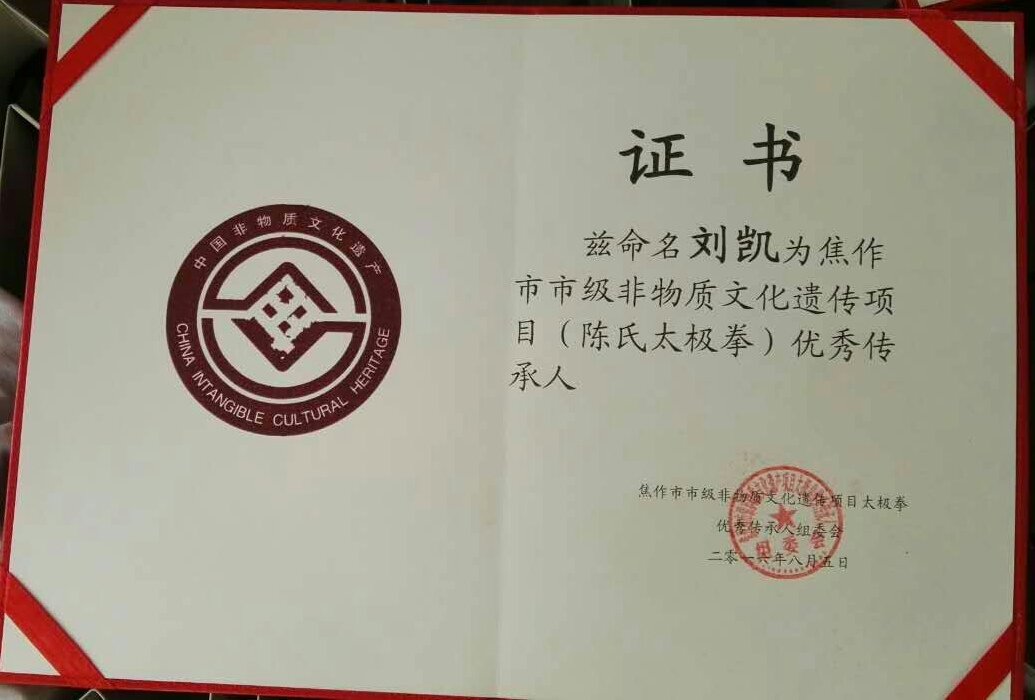 中国非物质文化遗产
CHINA INTANGIBLE CULTURAL HERITAGE
证书
兹命名刘凯为焦作
市市级非物质文化遗传项
目（陈氏太极拳）优秀传
承人
焦作市市级非物质文化遗传项目太极拳
优秀传承人组委会
二零一六年八月五日
组委会